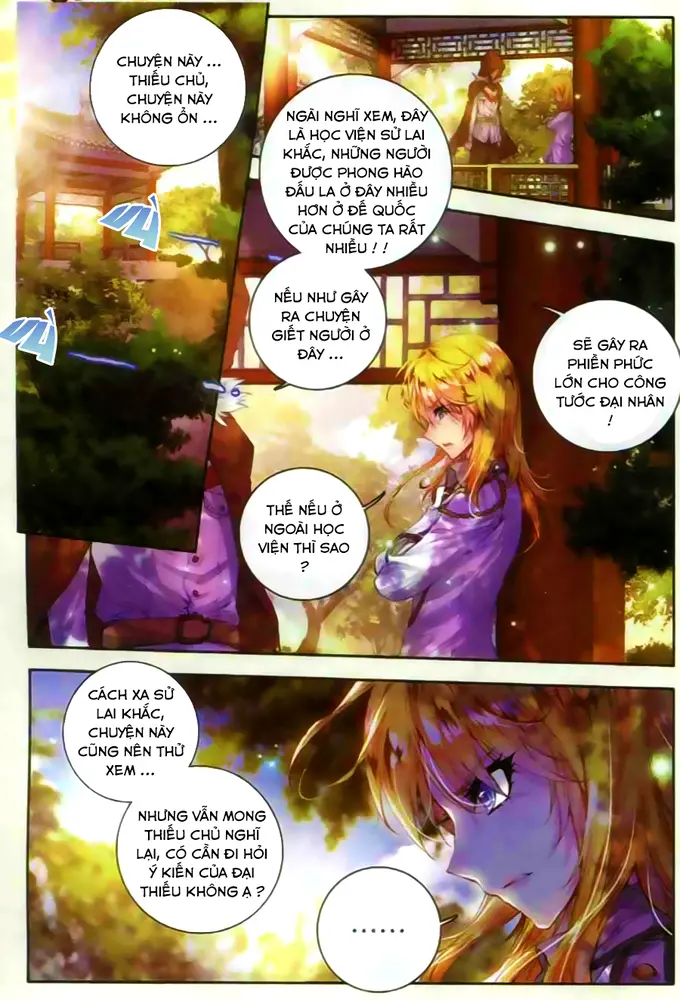 CHUYỆN NÀY ...
THIẾU CHỦ,
CHUYỆN NÀY
KHÔNG ỔN ...
VÙ
VÙ
NGÀI NGHĨ XEM, ĐÂY
LÀ HỌC VIỆN SỬ LAI
KHẮC, NHỮNG NGƯỜI
ĐƯỢC PHONG HÀO
ĐẤU LA Ở ĐÂY NHIỀU
HƠN Ở ĐẾ QUỐC
CỦA CHÚNG TA RẤT
NHIỀU ! !
NẾU NHƯ GÂY
RA CHUYỆN
GIẾT NGƯỜI Ở
ĐÂY ...
SẼ GÂY RA
PHIỀN PHỨC
LỚN CHO CÔNG
TƯỚC ĐẠI NHÂN
!
THẾ NẾU Ở
NGOÀI HỌC
VIỆN THÌ SAO
?
CÁCH XA SỬ
LAI KHẮC,
CHUYỆN NÀY
CŨNG NÊN THỬ
XEM ...
NHƯNG VẪN MONG
THIẾU CHỦ NGHĨ
LẠI, CÓ CẦN ĐI HỎI
Ý KIẾN CỦA ĐẠI
THIẾU KHÔNG Ạ ?
......